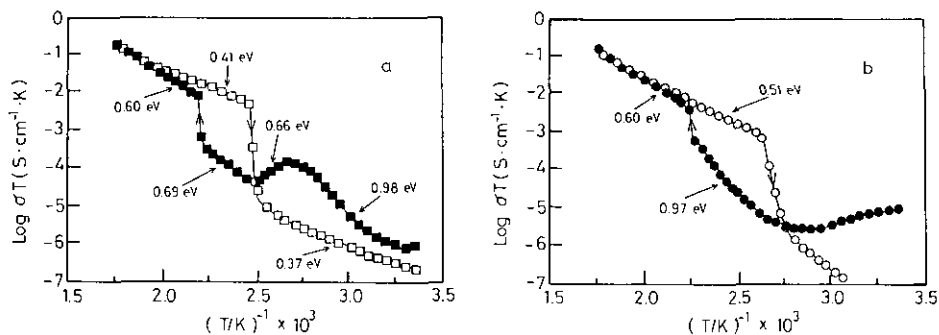 a
0
-1
-2
-3
-4
-5
-6
-7
Log σT (S·cm⁻¹·K)
0.41 eV
0.60 eV
0.66 eV
0.69 eV
0.98 eV
0.37 eV
1.5 2.0 2.5 3.0 3.5
(T/K)⁻¹ × 10³
b
0
-1
-2
-3
-4
-5
-6
-7
Log σT (S·cm⁻¹·K)
0.51 eV
0.60 eV
0.97 eV
1.5 2.0 2.5 3.0 3.5
(T/K)⁻¹ × 10³